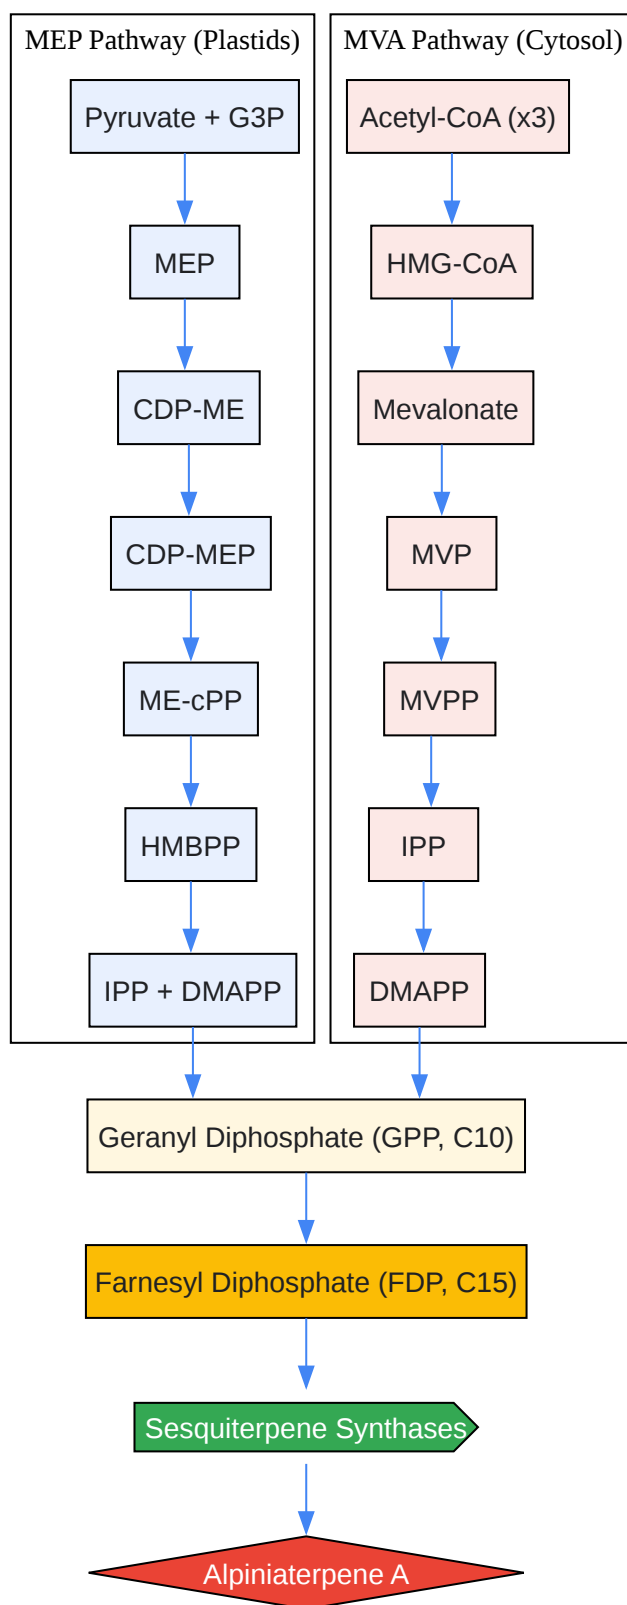 MEP Pathway (Plastids)
Pyruvate + G3P
MEP
CDP-ME
CDP-MEP
ME-cPP
HMBPP
IPP + DMAPP
MVA Pathway (Cytosol)
Acetyl-CoA (x3)
HMG-CoA
Mevalonate
MVP
MVPP
IPP
DMAPP
Geranyl Diphosphate (GPP, C10)
Farnesyl Diphosphate (FDP, C15)
Sesquiterpene Synthases
Alpiniaterpene A